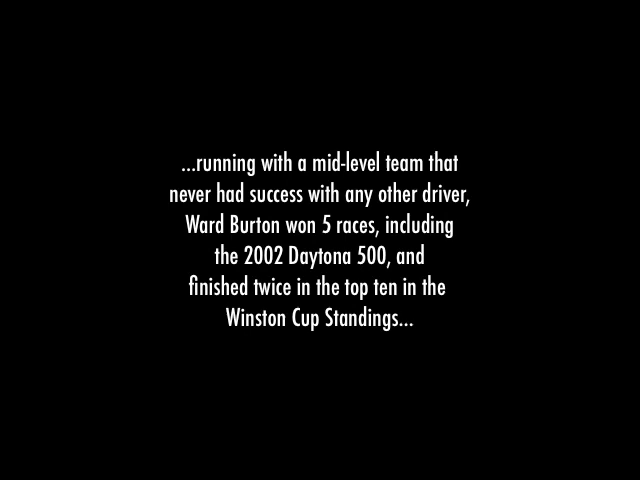 ...running with a mid-level team that
never had success with any other driver,
Ward Burton won 5 races, including
the 2002 Daytona 500, and
finished twice in the top ten in the
Winston Cup Standings...